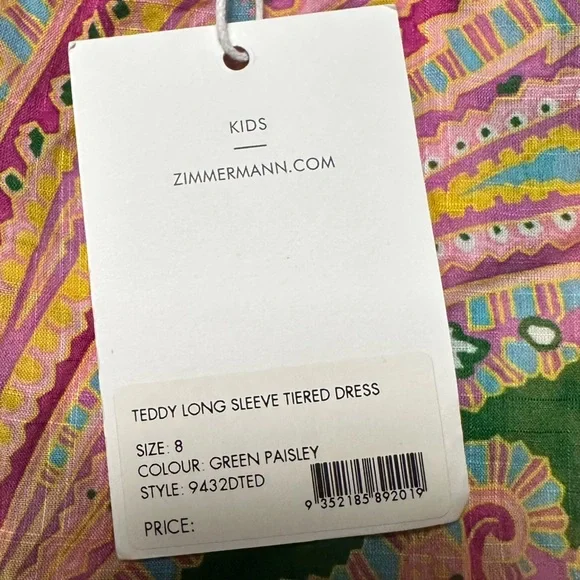 KIDS
ZIMMERMANN.COM
TEDDY LONG SLEEVE TIERED DRESS
SIZE: 8
COLOUR: GREEN PAISLEY
STYLE: 9432DTED
9 352185 892019
PRICE: